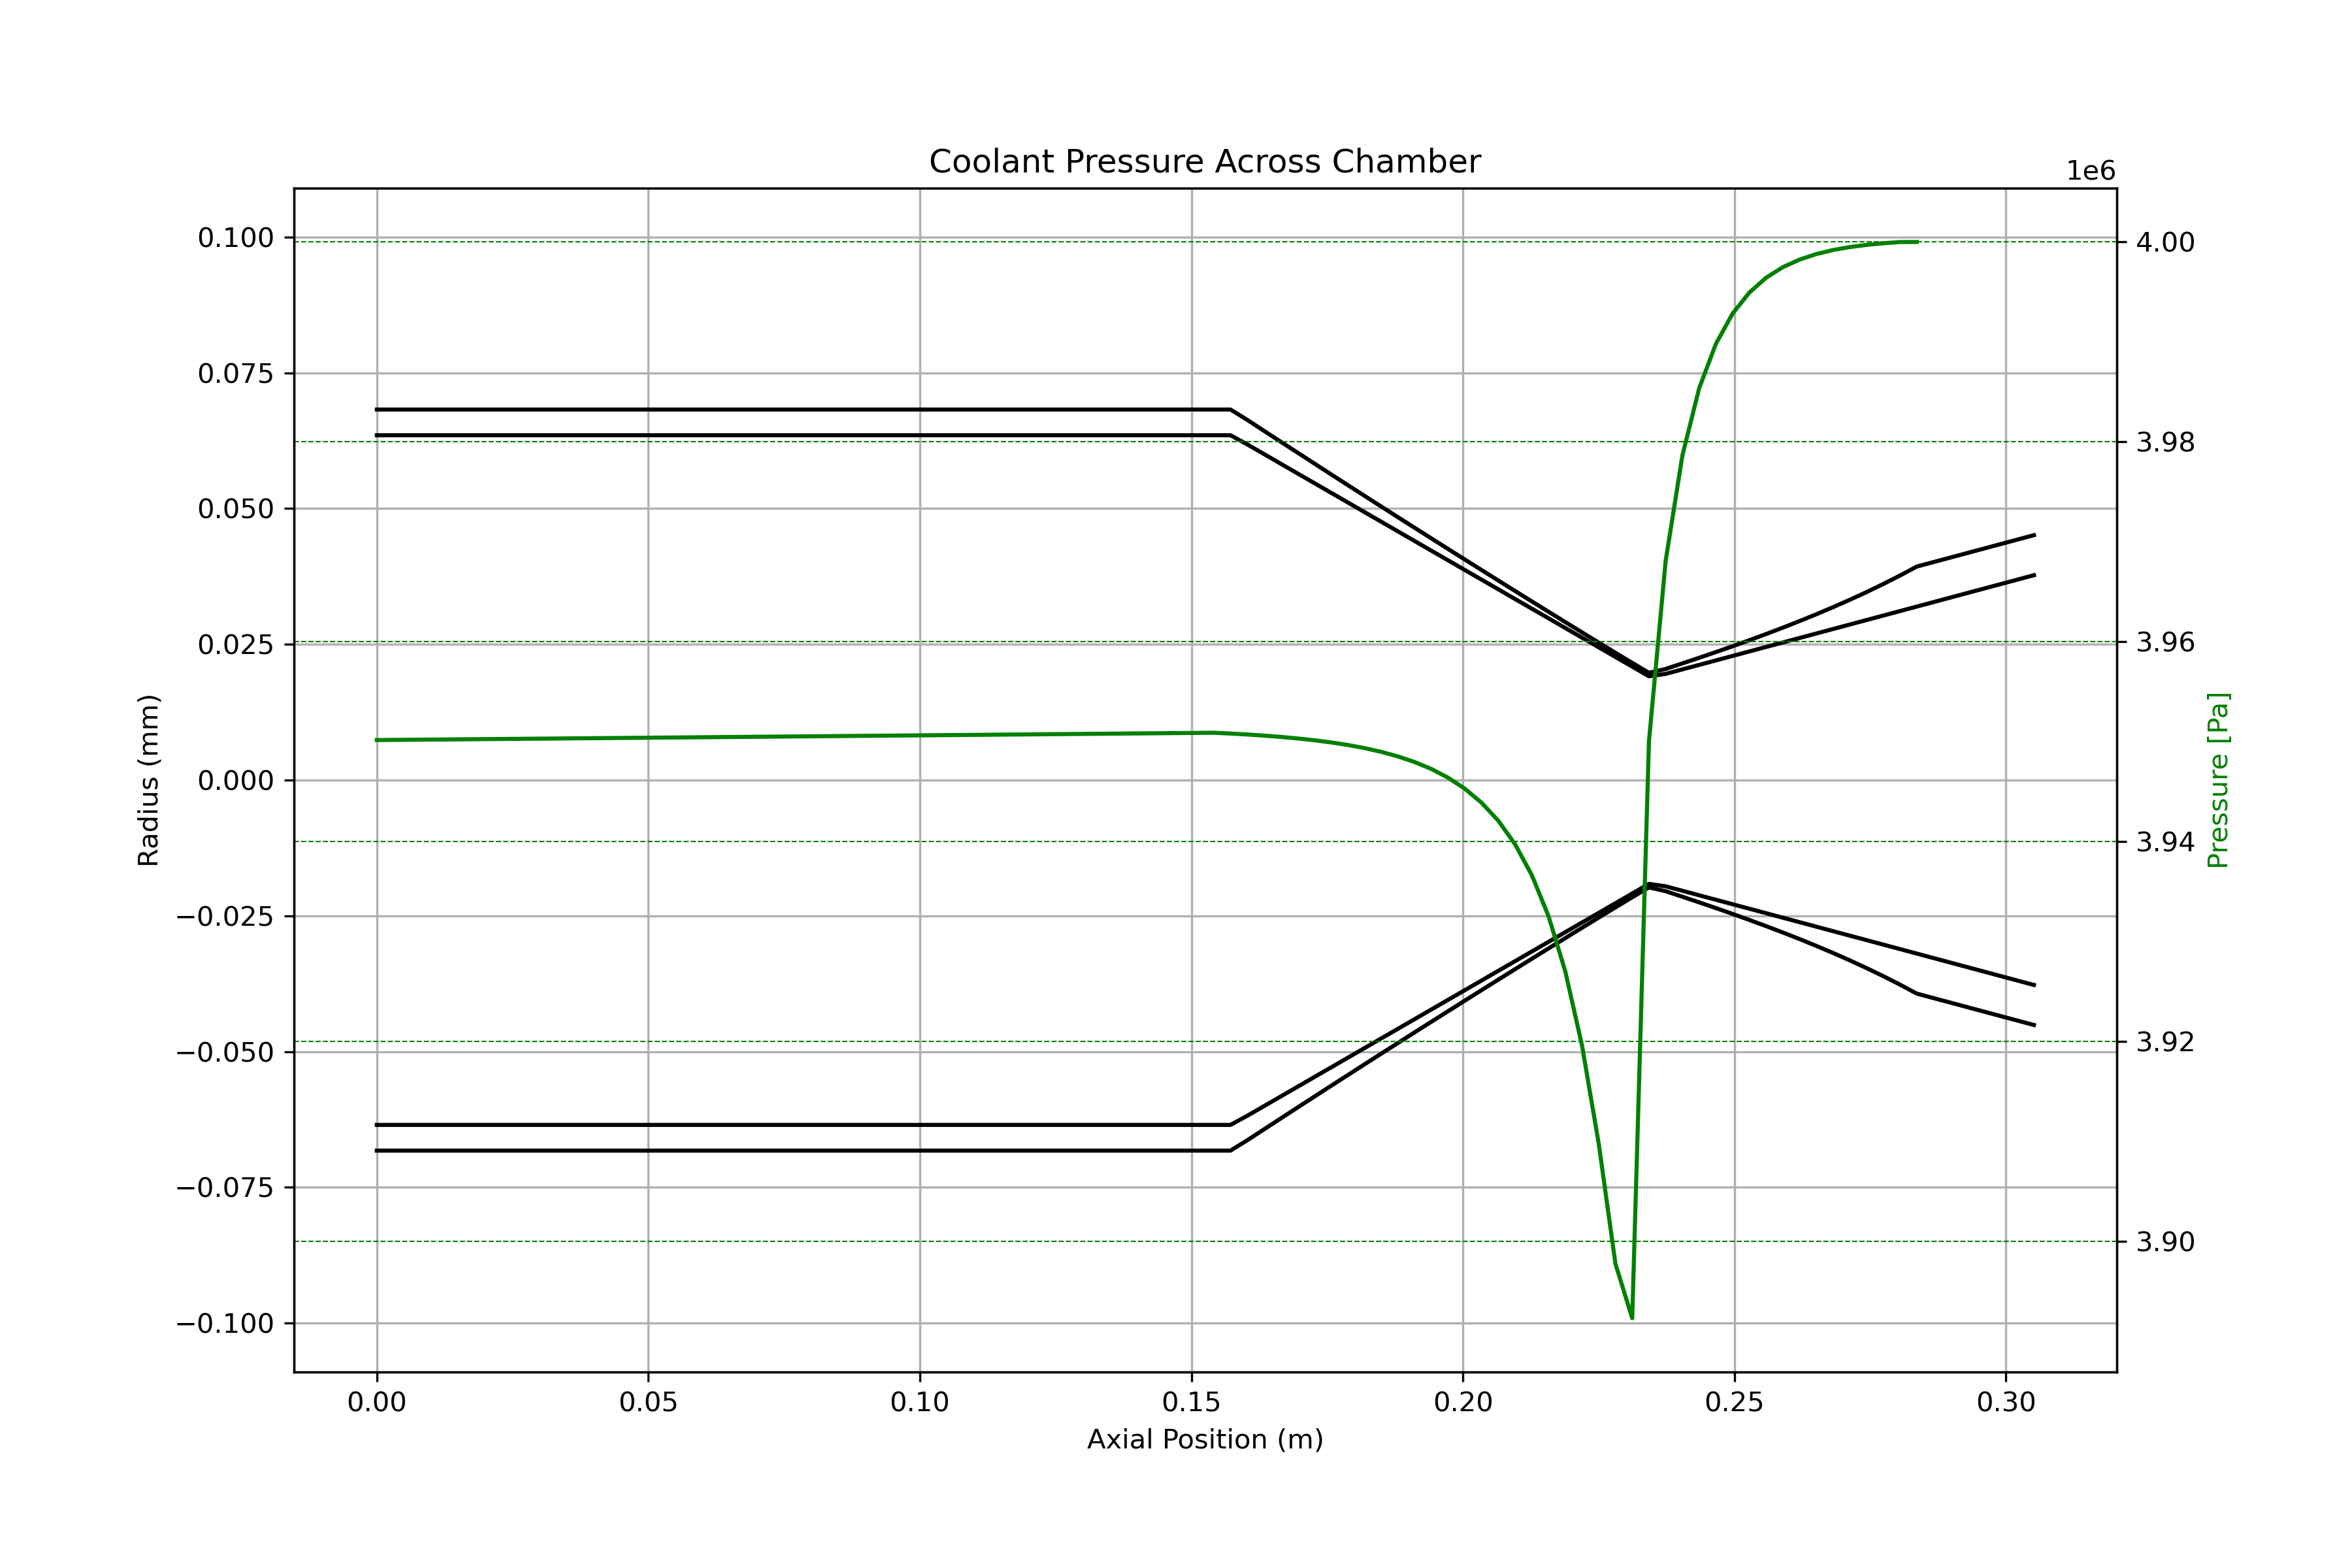 Coolant Pressure Across Chamber
1e6
0.100
0.075
0.050
0.025
0.000
−0.025
−0.050
−0.075
−0.100
Radius (mm)
4.00
3.98
3.96
3.94
3.92
3.90
Pressure [Pa]
0.00 0.05 0.10 0.15 0.20 0.25 0.30
Axial Position (m)